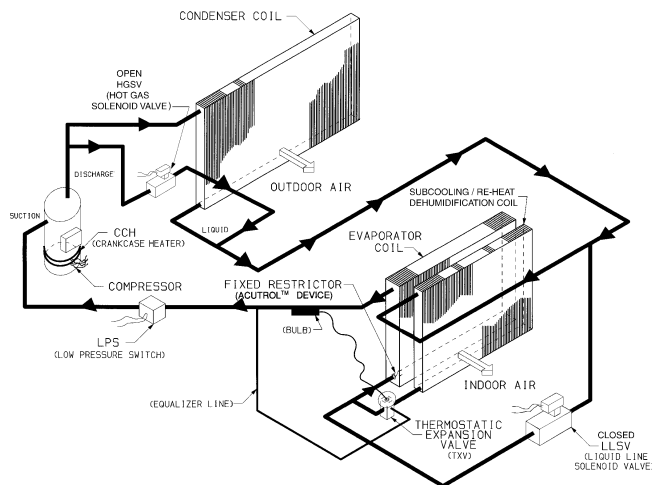 CONDENSER COIL
OPEN
HGSV
(HOT GAS
SOLENOID VALVE)
DISCHARGE
OUTDOOR AIR
SUBCOOLING / RE-HEAT
DEHUMIDIFICATION COIL
SUCTION
LIQUID
CCH
(CRANKCASE HEATER)
EVAPORATOR
COIL
COMPRESSOR
FIXED RESTRICTOR
(ACUTROL™ DEVICE)
(BULB)
LPS
(LOW PRESSURE SWITCH)
INDOOR AIR
(EQUALIZER LINE)
THERMOSTATIC
EXPANSION
VALVE
(TXV)
CLOSED
LLSV
(LIQUID LINE
SOLENOID VALVE)